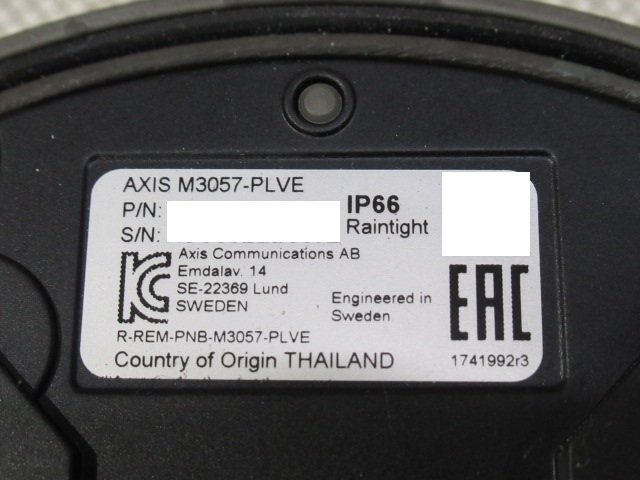 AXIS M3057-PLVE
P/N:
S/N:
IP66
Raintight
Axis Communications AB
Emdalav. 14
SE-22369 Lund
SWEDEN
Engineered in
Sweden
EAC
R-REM-PNB-M3057-PLVE
Country of Origin THAILAND
1741992r3